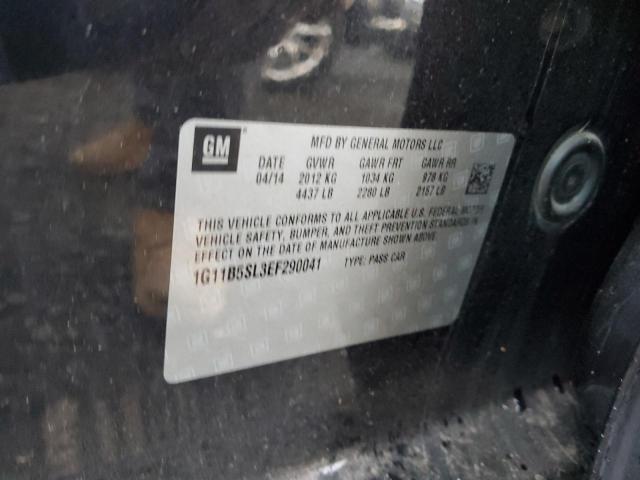 GM
MFD BY GENERAL MOTORS LLC
DATE GVWR GAWR FRT GAWR RR
04/14 2012 KG 1034 KG 978 KG
4437 LB 2280 LB 2157 LB
THIS VEHICLE CONFORMS TO ALL APPLICABLE U.S. FEDERAL MOTOR
VEHICLE SAFETY, BUMPER, AND THEFT PREVENTION STANDARDS IN
EFFECT ON THE DATE OF MANUFACTURE SHOWN ABOVE.
1G11B5SL3EF290041 TYPE: PASS CAR